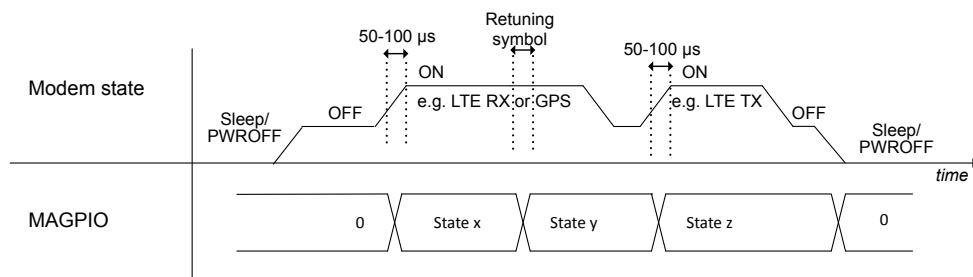 Retuning
symbol
50-100 µs
50-100 µs
ON
ON
Modem state
e.g. LTE RX or GPS
e.g. LTE TX
Sleep/
PWROFF
OFF
OFF
Sleep/
PWROFF
time
MAGPIO
0
State x
State y
State z
0